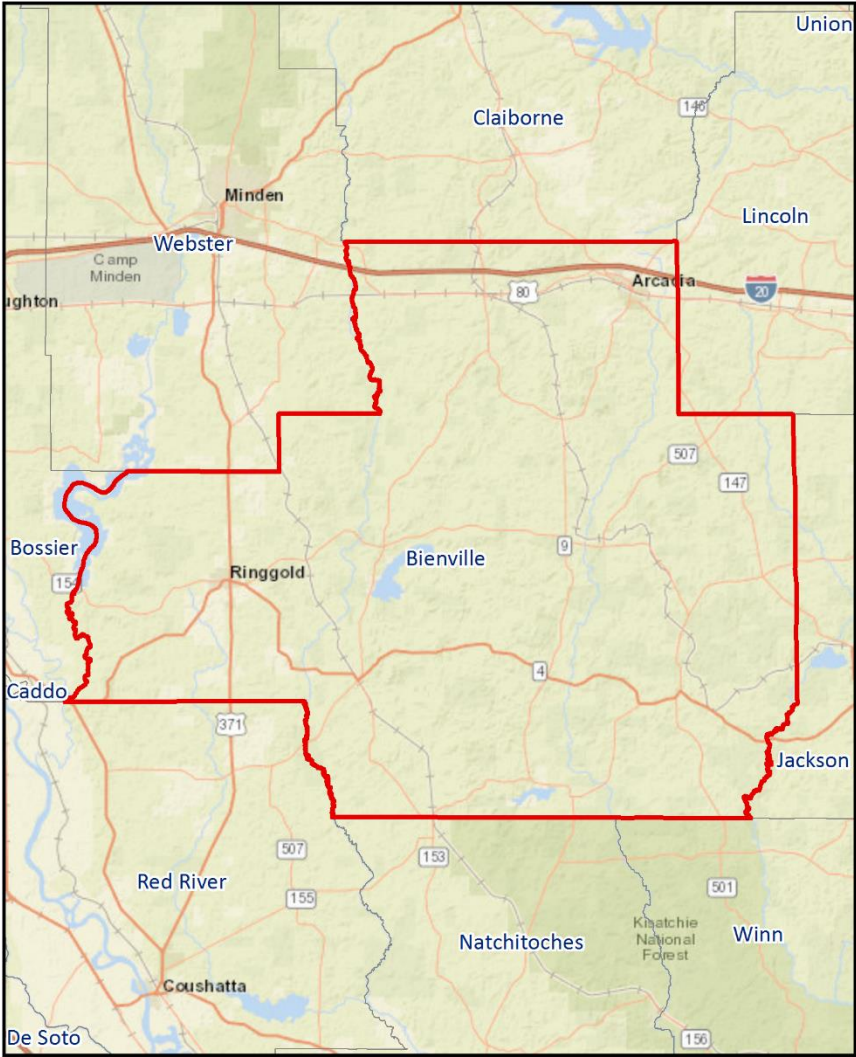 Union
146
Claiborne
Minden
Lincoln
Webster
Camp
Minden
ughton
80
Arcadia
20
507
147
Bossier
9
Bienville
154
Ringgold
4
Caddo
371
Jackson
507
153
Red River
155
501
Kisatchie
National
Forest
Winn
Natchitoches
Coushatta
De Soto
156